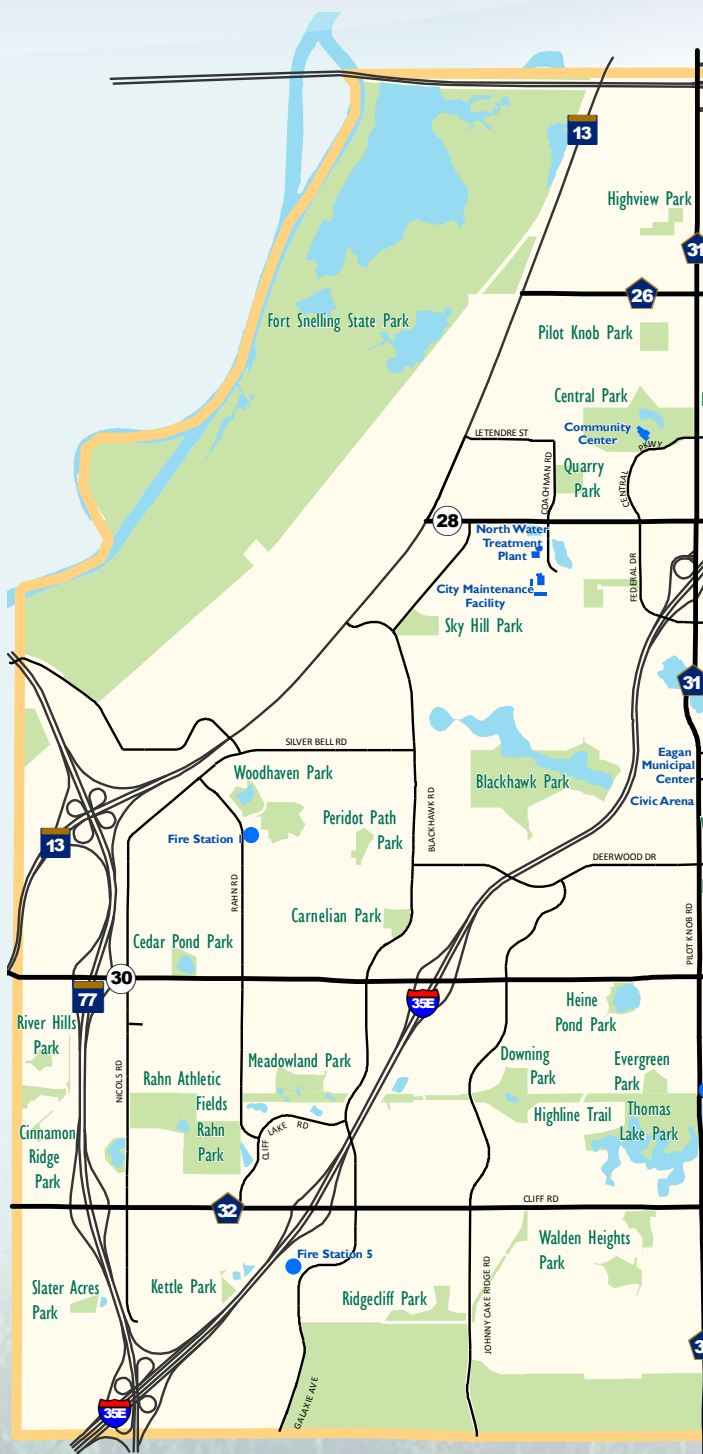 13
Highview Park
31
26
Fort Snelling State Park
Pilot Knob Park
Central Park
Community
Center
PKWY
CENTRAL
LETENDRE ST
COACHMAN RD
Quarry
Park
28
North Water
Treatment
Plant
City Maintenance
Facility
FEDERAL DR
Sky Hill Park
31
SILVER BELL RD
Eagan
Municipal
Center
Civic Arena
Woodhaven Park
Blackhawk Park
Peridot Path
Park
BLACKHAWK RD
Fire Station 1
13
DEERWOOD DR
RAHN RD
PILOT KNOB RD
Carnelian Park
Cedar Pond Park
30
77
35E
Heine
Pond Park
River Hills
Park
NICOLS RD
Meadowland Park
Downing
Park
Evergreen
Park
Rahn Athletic
Fields
Highline Trail
Thomas
Lake Park
Cinnamon
Ridge
Park
Rahn
Park
CLIFF
LAKE
RD
32
CLIFF RD
Walden Heights
Park
Fire Station 5
JOHNNY CAKE RIDGE RD
Slater Acres
Park
Kettle Park
Ridgecliff Park
GALAXIE AVE
35E